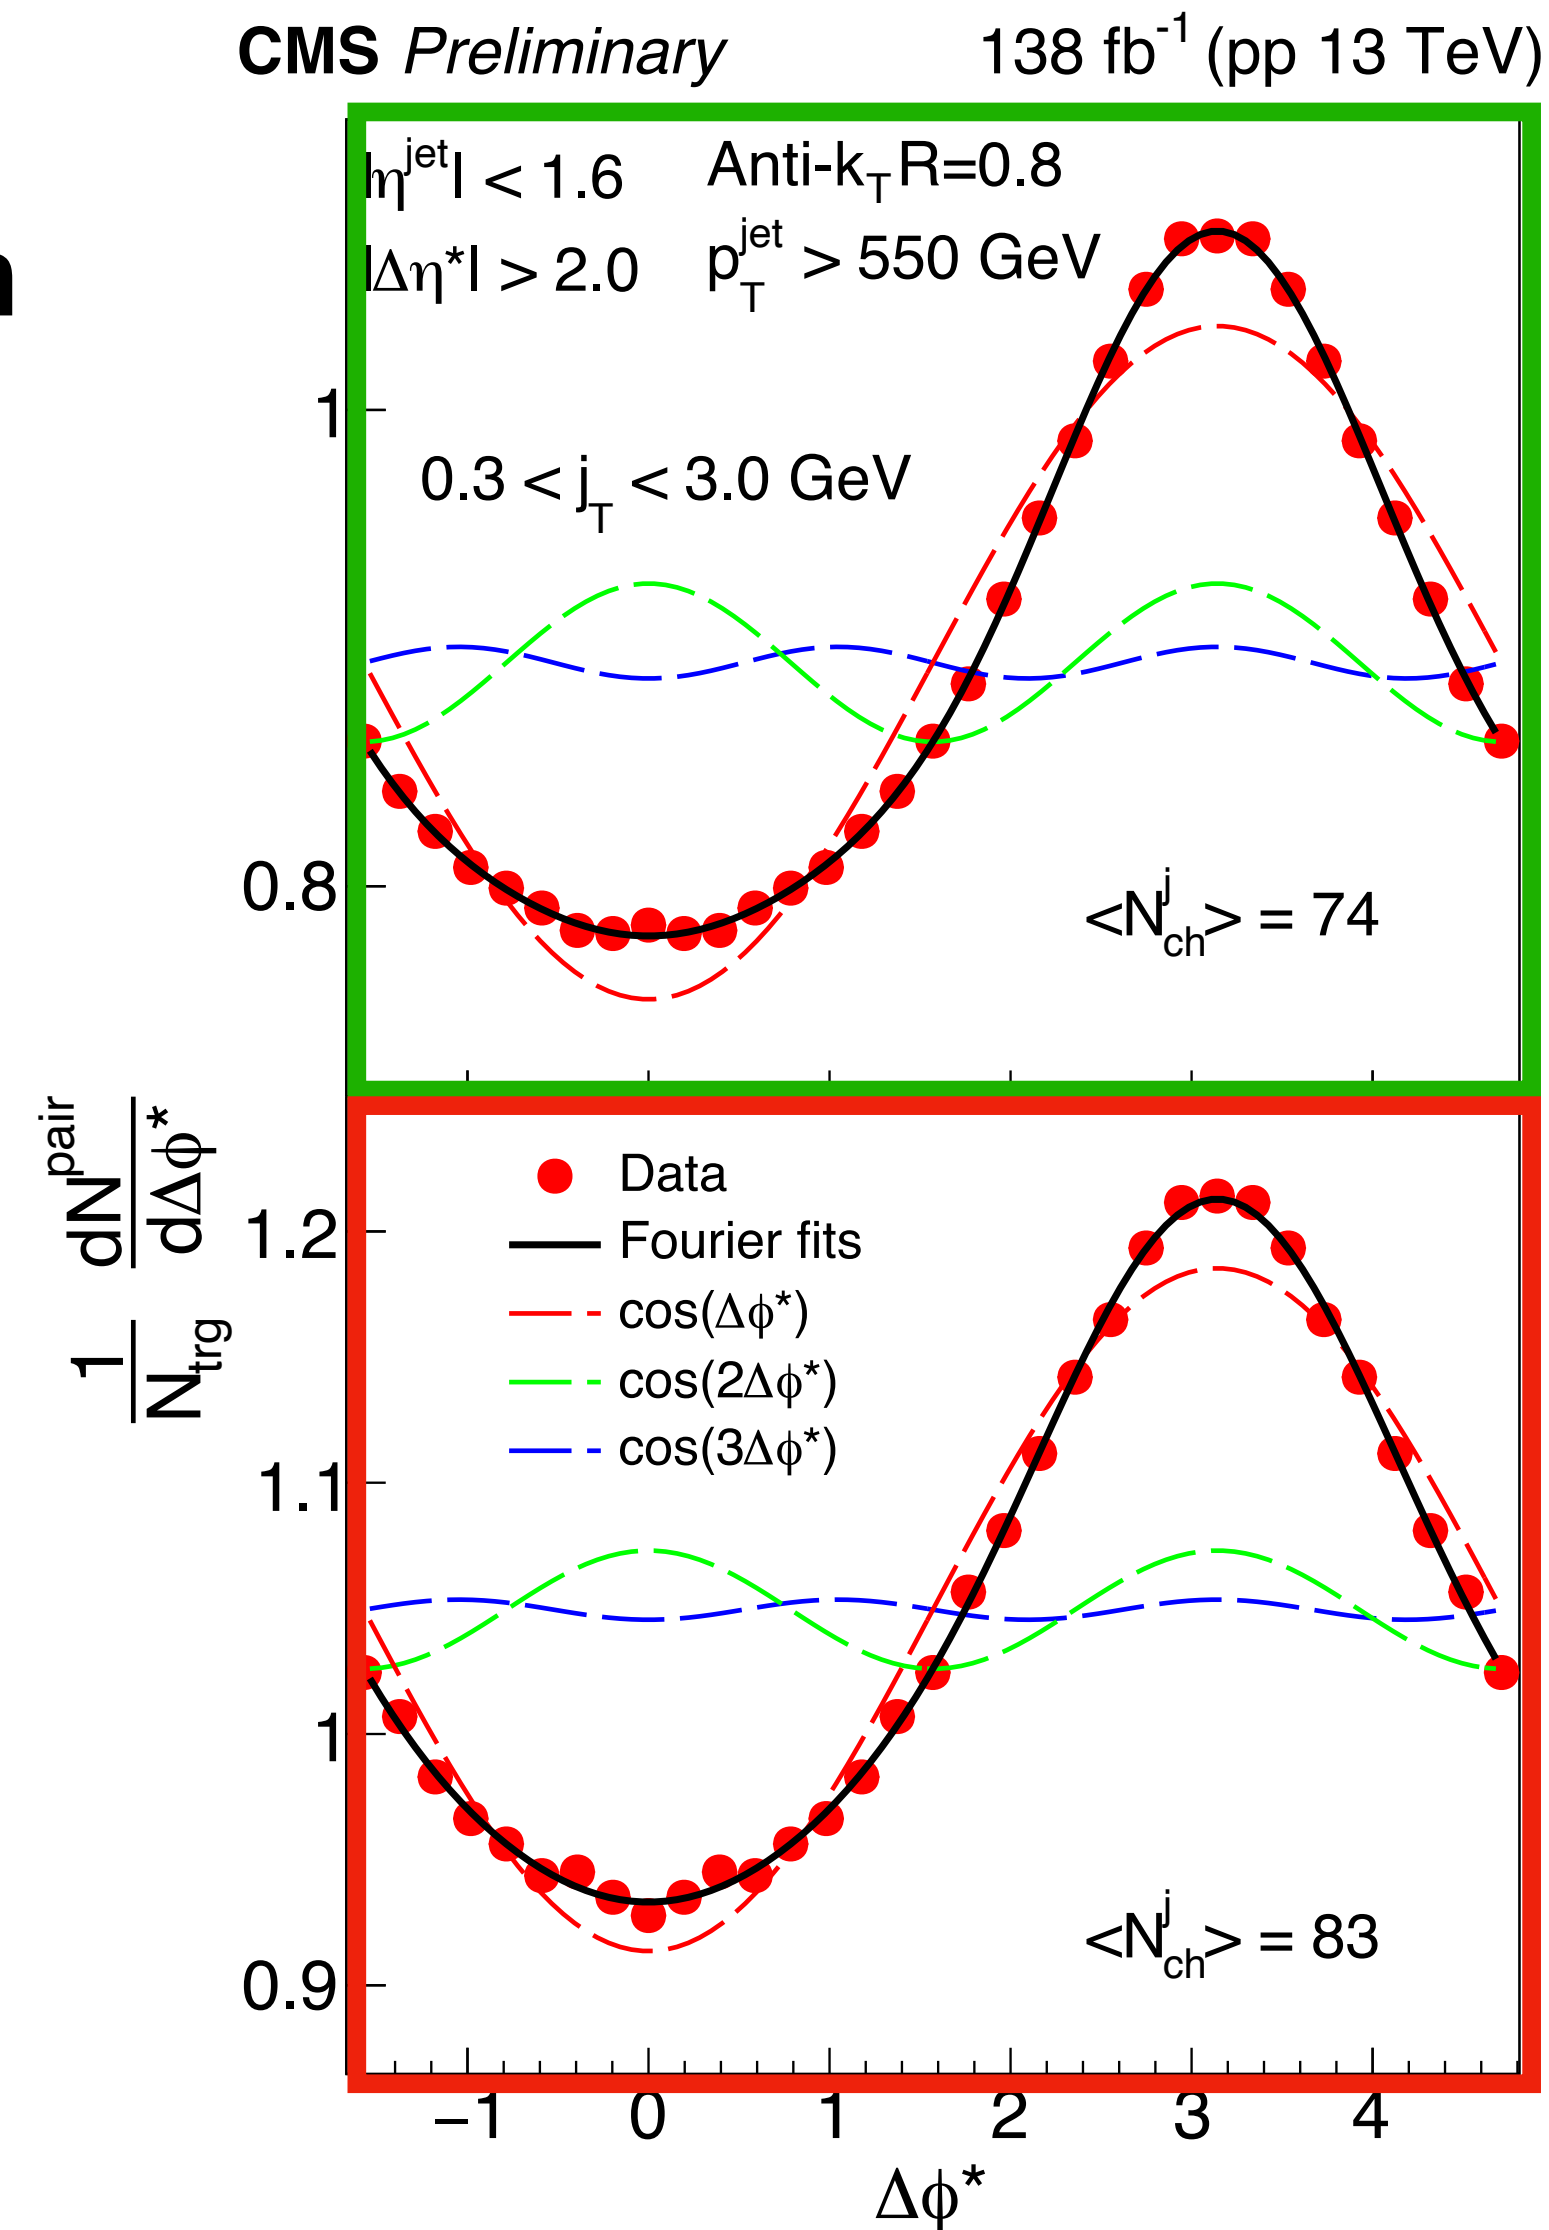 CMS Preliminary 138 fb-1 (pp 13 TeV)
|ηjet| < 1.6 Anti-kT R=0.8
|Δη*| > 2.0 pTjet > 550 GeV
n
1
0.3 < jT < 3.0 GeV
0.8
<Nchj> = 74
1/Ntrg dNpair/dΔϕ*
Data
1.2
Fourier fits
cos(Δϕ*)
cos(2Δϕ*)
cos(3Δϕ*)
1.1
1
<Nchj> = 83
0.9
−1 0 1 2 3 4
Δϕ*